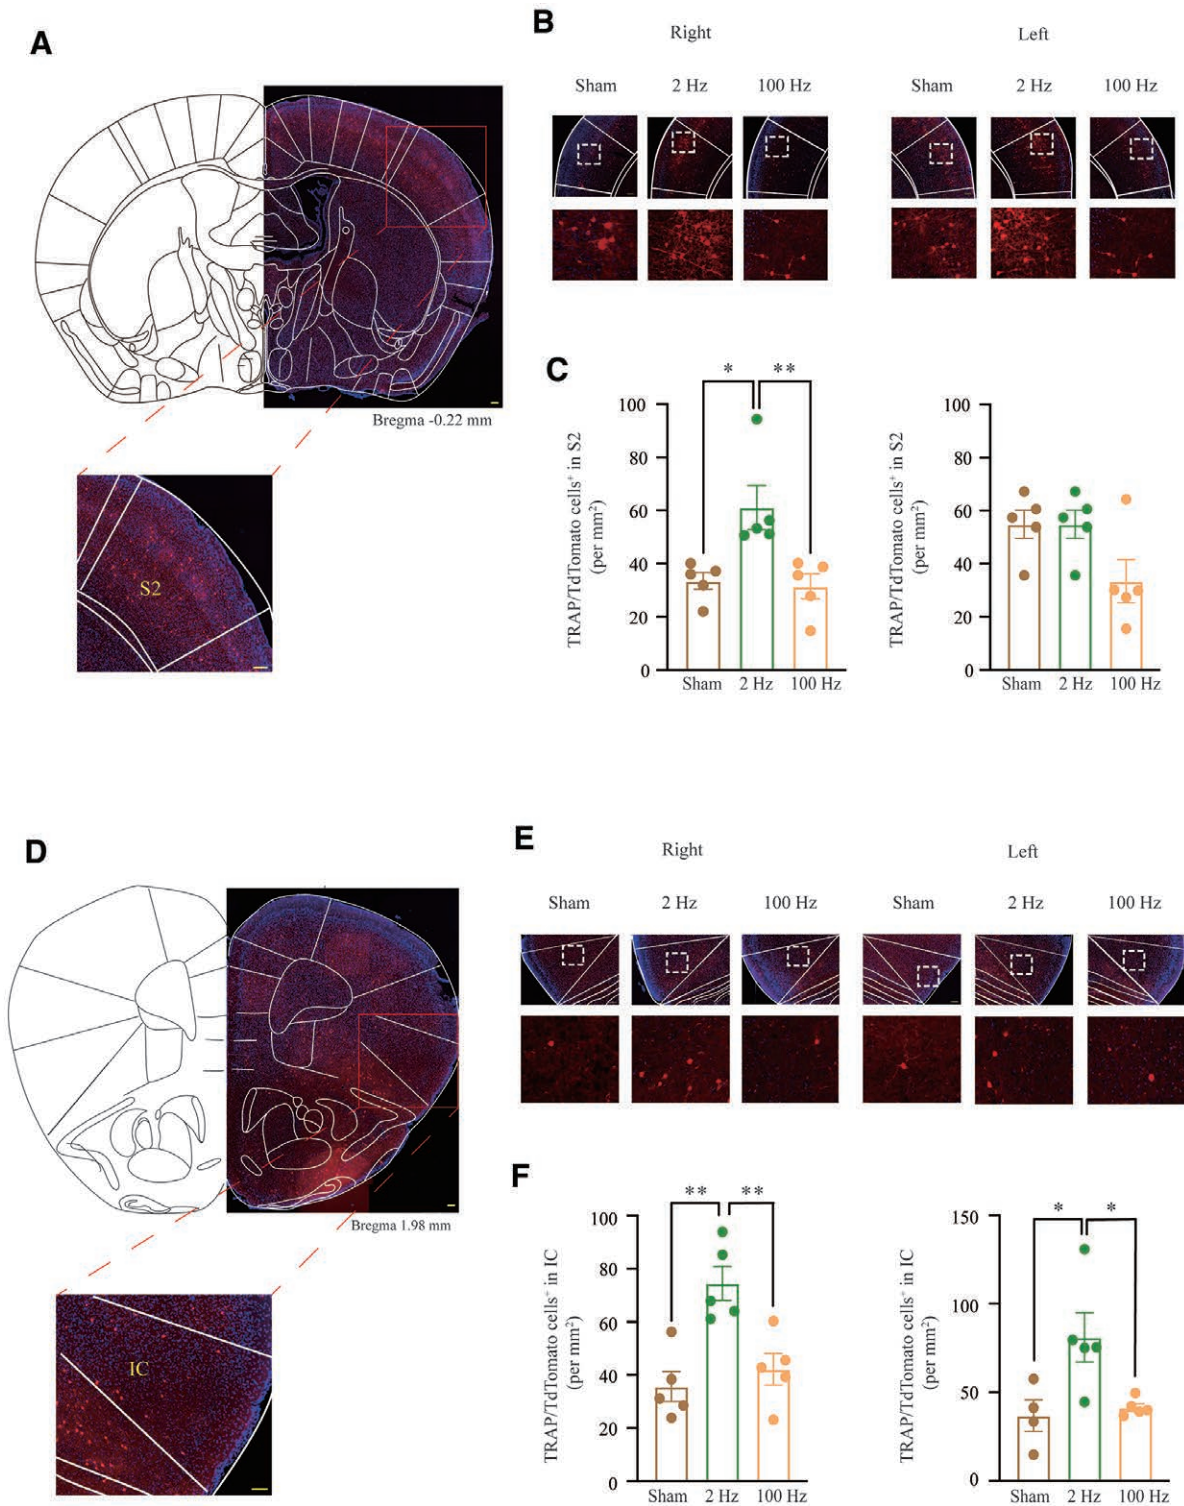 A
Bregma -0.22 mm
S2
B
Right Left
Sham 2 Hz 100 Hz Sham 2 Hz 100 Hz
C
* **
TRAP/TdTomato cells⁺ in S2
(per mm²)
100
80
60
40
20
0
Sham 2 Hz 100 Hz
TRAP/TdTomato cells⁺ in S2
(per mm²)
100
80
60
40
20
0
Sham 2 Hz 100 Hz
D
Bregma 1.98 mm
IC
E
Right Left
Sham 2 Hz 100 Hz Sham 2 Hz 100 Hz
F
** **
TRAP/TdTomato cells⁺ in IC
(per mm²)
100
80
60
40
20
0
Sham 2 Hz 100 Hz
* *
TRAP/TdTomato cells⁺ in IC
(per mm²)
150
100
50
0
Sham 2 Hz 100 Hz